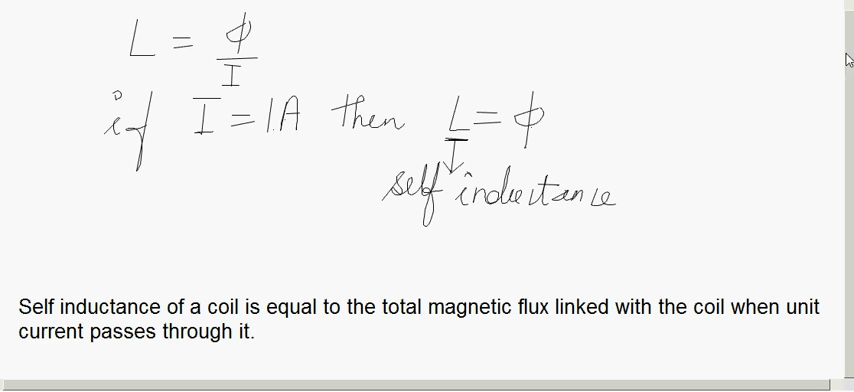 L = ϕ
I
if I = 1.A then L = ϕ
self inductance
Self inductance of a coil is equal to the total magnetic flux linked with the coil when unit
current passes through it.